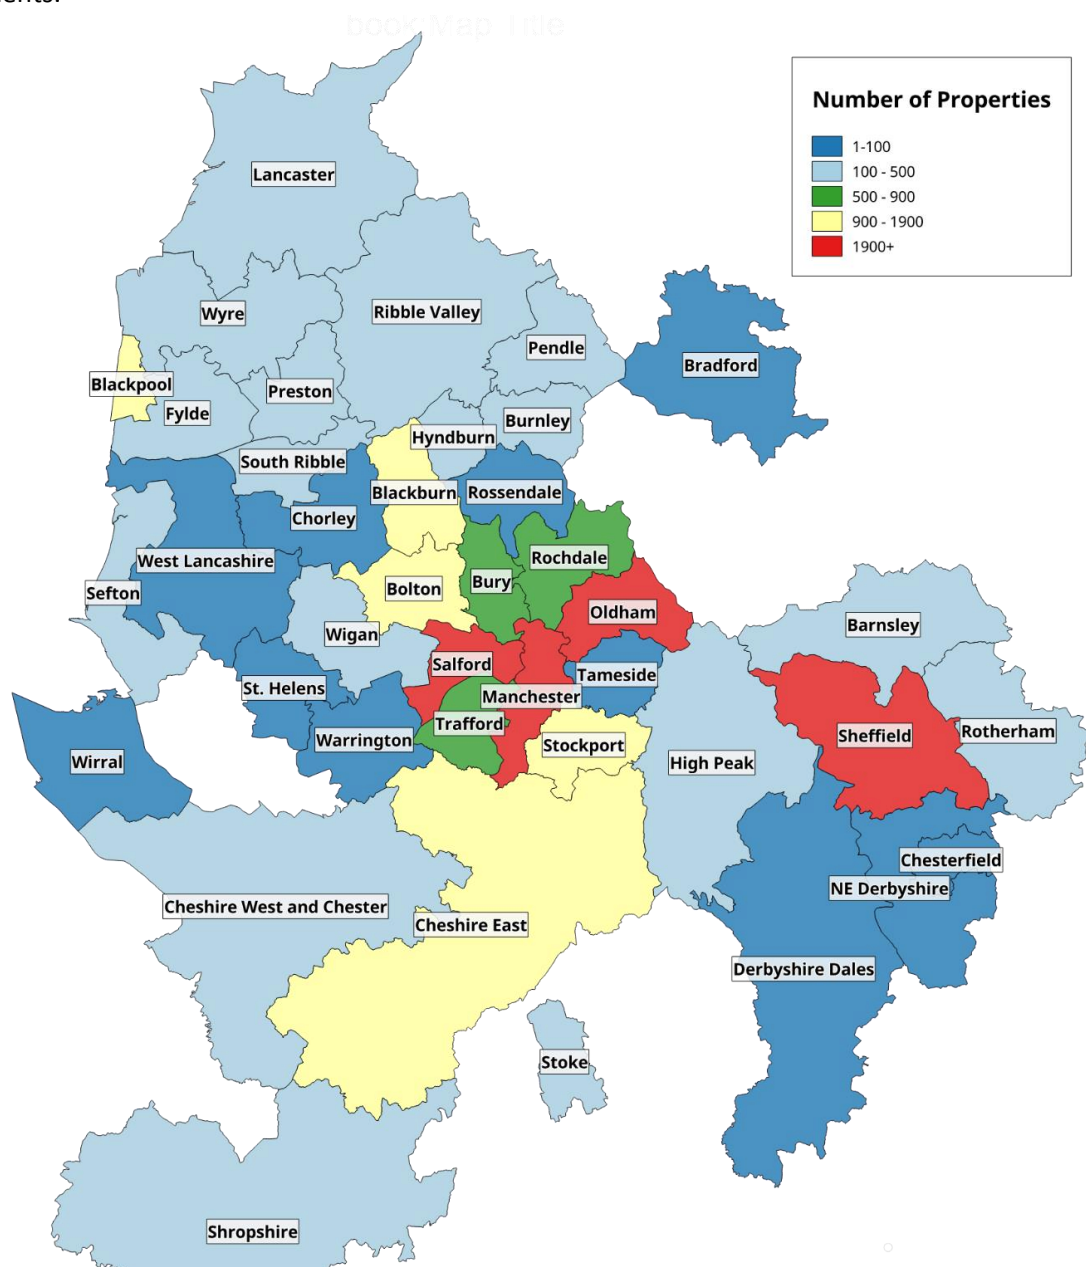 book Map Title
Number of Properties
1-100
100 - 500
500 - 900
900 - 1900
1900+
Lancaster
Wyre
Ribble Valley
Pendle
Bradford
Blackpool
Preston
Fylde
Burnley
Hyndburn
South Ribble
Blackburn
Rossendale
Chorley
West Lancashire
Rochdale
Bury
Bolton
Sefton
Oldham
Barnsley
Wigan
Salford
Tameside
St. Helens
Manchester
Trafford
Rotherham
Sheffield
Warrington
Stockport
Wirral
High Peak
Chesterfield
NE Derbyshire
Cheshire West and Chester
Cheshire East
Derbyshire Dales
Stoke
Shropshire